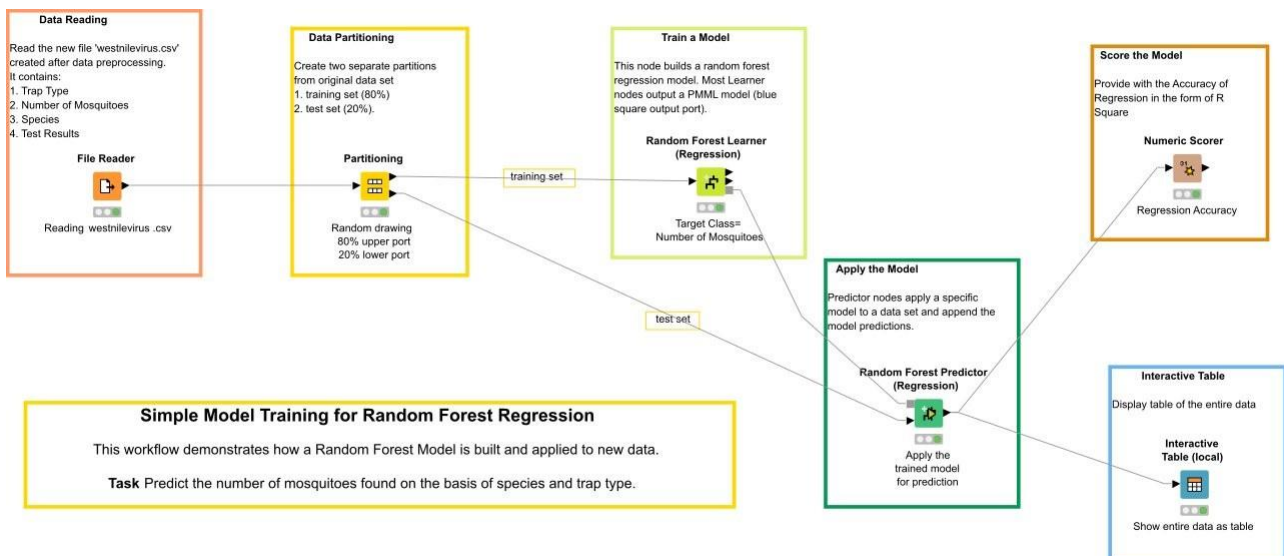 Data Reading
Read the new file 'westnilevirus.csv'
created after data preprocessing.
It contains:
1. Trap Type
2. Number of Mosquitoes
3. Species
4. Test Results
File Reader
Reading westnilevirus .csv
Data Partitioning
Create two separate partitions
from original data set
1. training set (80%)
2. test set (20%).
Partitioning
Random drawing
80% upper port
20% lower port
training set
test set
Train a Model
This node builds a random forest
regression model. Most Learner
nodes output a PMML model (blue
square output port).
Random Forest Learner
(Regression)
Target Class=
Number of Mosquitoes
Apply the Model
Predictor nodes apply a specific
model to a data set and append the
model predictions.
Random Forest Predictor
(Regression)
Apply the
trained model
for prediction
Score the Model
Provide with the Accuracy of
Regression in the form of R
Square
Numeric Scorer
Regression Accuracy
Interactive Table
Display table of the entire data
Interactive
Table (local)
Show entire data as table
Simple Model Training for Random Forest Regression
This workflow demonstrates how a Random Forest Model is built and applied to new data.
Task Predict the number of mosquitoes found on the basis of species and trap type.